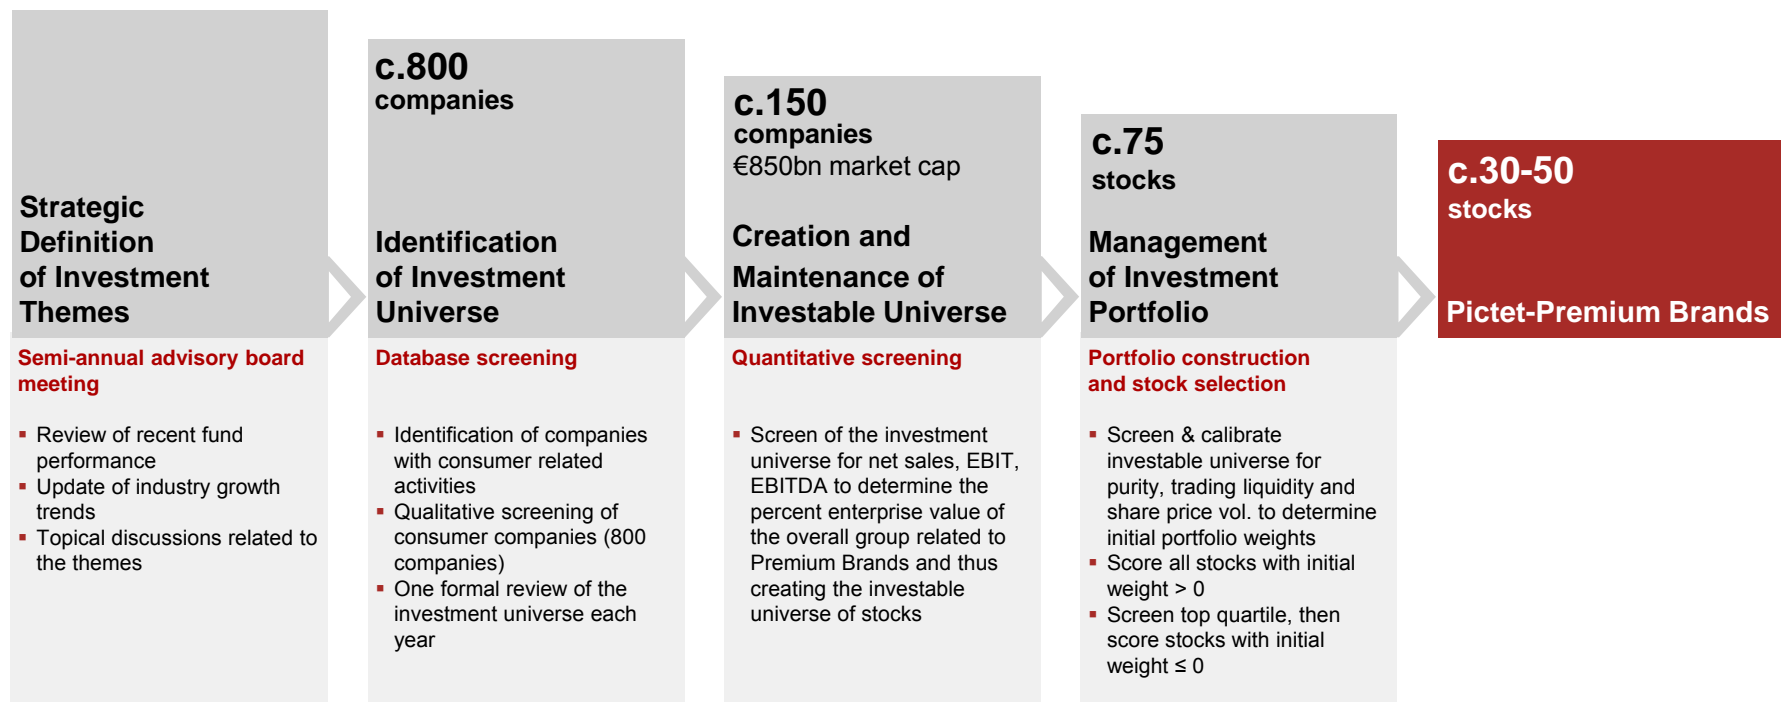 Strategic
Definition
of Investment
Themes
Semi-annual advisory board
meeting
▪ Review of recent fund
performance
▪ Update of industry growth
trends
▪ Topical discussions related to
the themes
c.800
companies
Identification
of Investment
Universe
Database screening
▪ Identification of companies
with consumer related
activities
▪ Qualitative screening of
consumer companies (800
companies)
▪ One formal review of the
investment universe each
year
c.150
companies
€850bn market cap
Creation and
Maintenance of
Investable Universe
Quantitative screening
▪ Screen of the investment
universe for net sales, EBIT,
EBITDA to determine the
percent enterprise value of
the overall group related to
Premium Brands and thus
creating the investable
universe of stocks
c.75
stocks
Management
of Investment
Portfolio
Portfolio construction
and stock selection
▪ Screen & calibrate
investable universe for
purity, trading liquidity and
share price vol. to determine
initial portfolio weights
▪ Score all stocks with initial
weight > 0
▪ Screen top quartile, then
score stocks with initial
weight ≤ 0
c.30-50
stocks
Pictet-Premium Brands